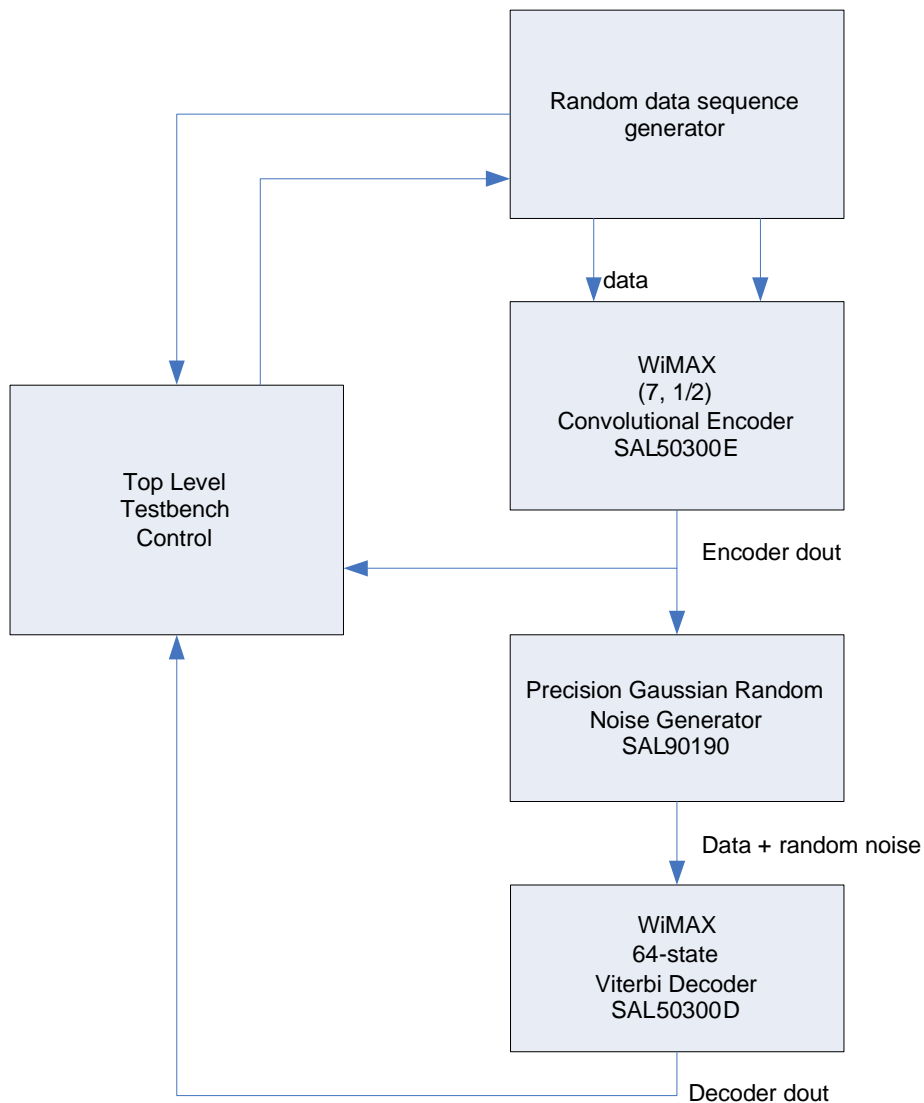 Random data sequence
generator
data
WiMAX
(7, 1/2)
Convolutional Encoder
SAL50300E
Top Level
Testbench
Control
Encoder dout
Precision Gaussian Random
Noise Generator
SAL90190
Data + random noise
WiMAX
64-state
Viterbi Decoder
SAL50300D
Decoder dout